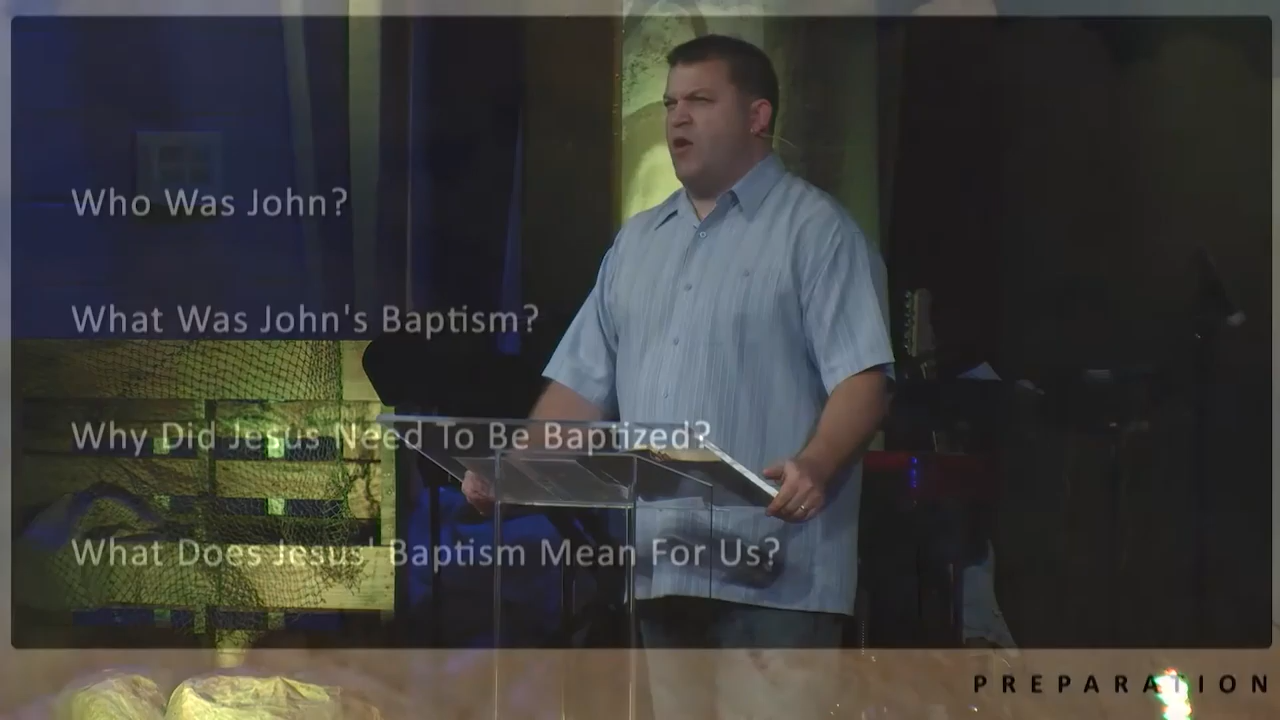 Who Was John?
What Was John's Baptism?
Why Did Jesus Need To Be Baptized?
What Does Jesus' Baptism Mean For Us?
PREPARATION